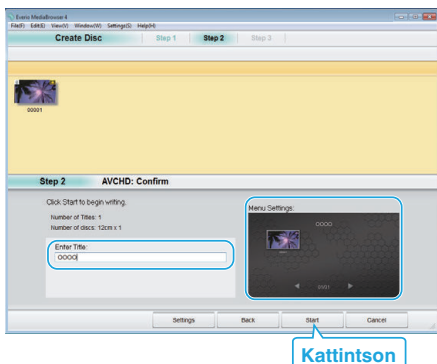 Everio MediaBrowser 4
File(F) Edit(E) View(V) Window(W) Settings(S) Help(H)
Create Disc Step 1 Step 2 Step 3
00001
Step 2 AVCHD: Confirm
Click Start to begin writing.
Number of Titles: 1
Number of discs: 12cm x 1
Enter Title:
OOOO
Menu Settings:
OOOO
0001
Settings Back Start Cancel
Kattintson